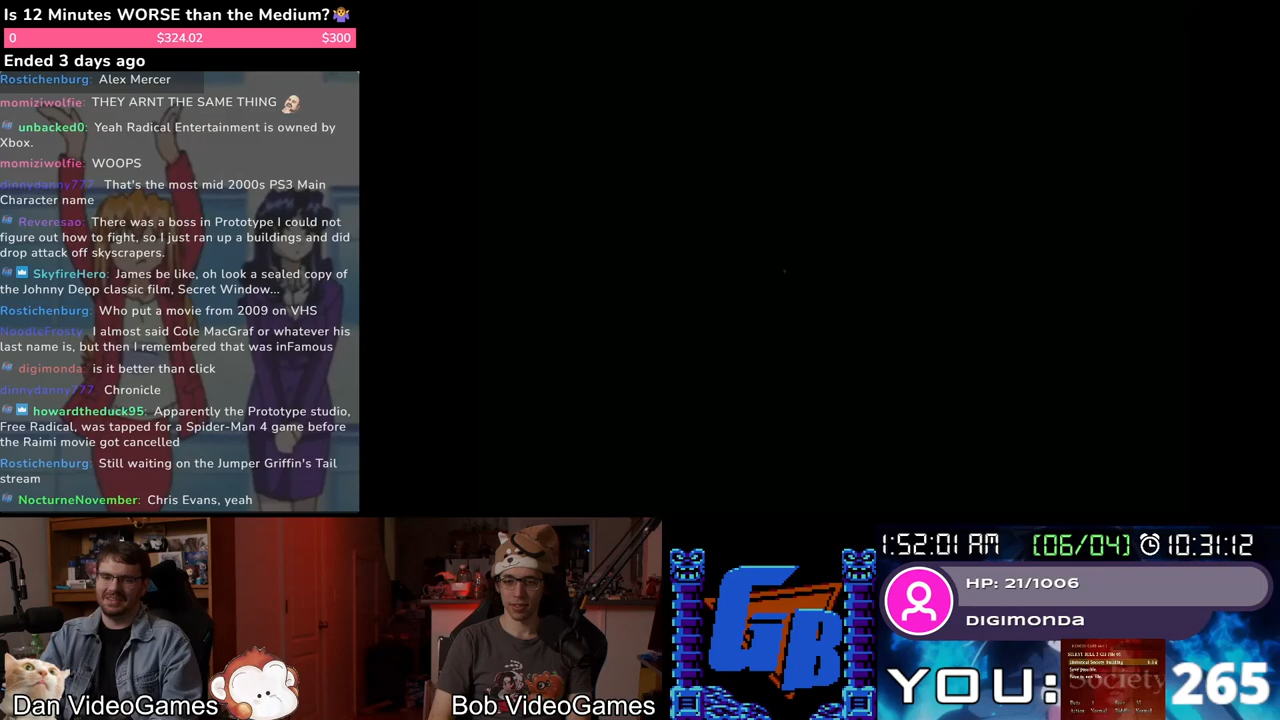 Is 12 Minutes WORSE than the Medium?🤷
0 $324.02 $300
Ended 3 days ago
Rostichenburg: Alex Mercer
momiziwolfie: THEY ARNT THE SAME THING
unbacked0: Yeah Radical Entertainment is owned by
Xbox.
momiziwolfie: WOOPS
dinnydanny777: That's the most mid 2000s PS3 Main
Character name
Reveresao: There was a boss in Prototype I could not
figure out how to fight, so I just ran up a buildings and did
drop attack off skyscrapers.
SkyfireHero: James be like, oh look a sealed copy of
the Johnny Depp classic film, Secret Window...
Rostichenburg: Who put a movie from 2009 on VHS
NoodleFrosty: I almost said Cole MacGraf or whatever his
last name is, but then I remembered that was inFamous
digimonda: is it better than click
dinnydanny777: Chronicle
howardtheduck95: Apparently the Prototype studio,
Free Radical, was tapped for a Spider-Man 4 game before
the Raimi movie got cancelled
Rostichenburg: Still waiting on the Jumper Griffin's Tail
stream
NocturneNovember: Chris Evans, yeah
Dan VideoGames
Bob VideoGames
GB
1:52:01 AM [06/04] 10:31:12
HP: 21/1006
DIGIMONDA
YOU: 265
Society